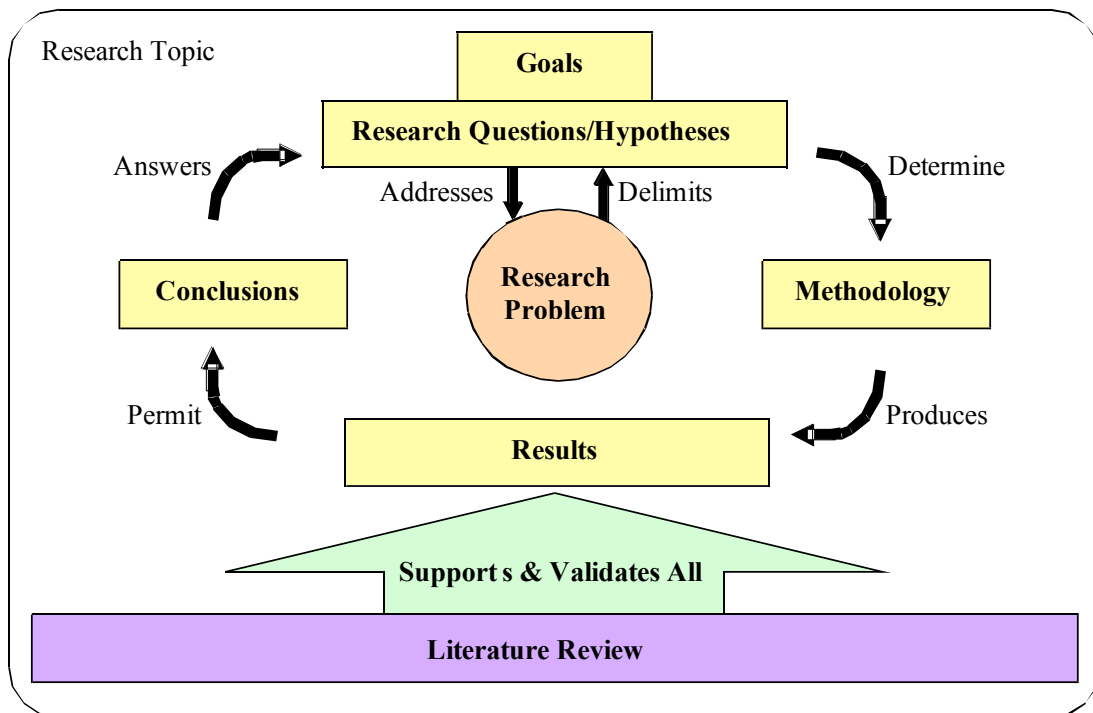 Research Topic
Goals
Research Questions/Hypotheses
Answers
Addresses
Delimits
Determine
Conclusions
Research
Problem
Methodology
Permit
Produces
Results
Support s & Validates All
Literature Review